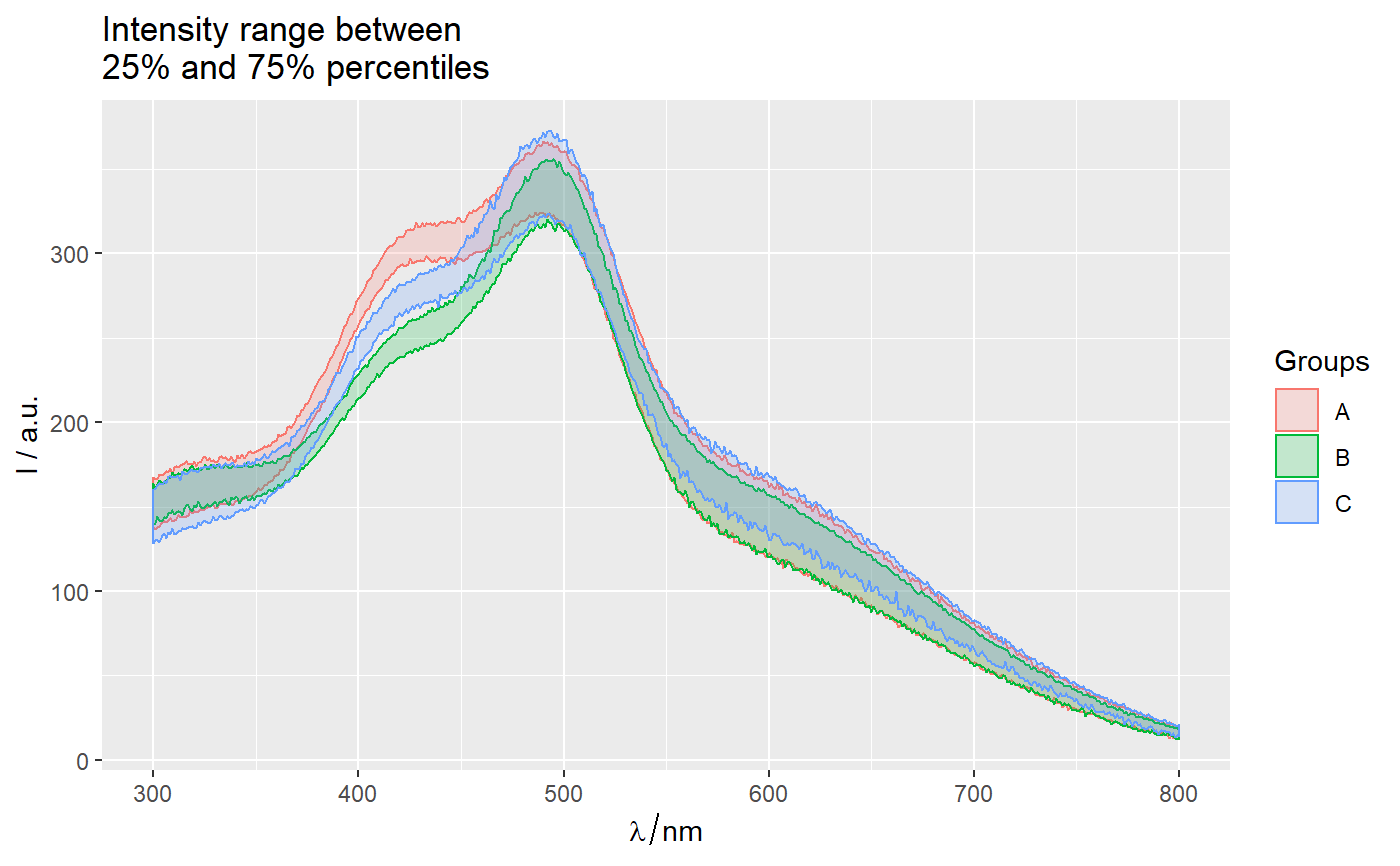 Intensity range between
25% and 75% percentiles
I / a.u.
300
200
100
0
300 400 500 600 700 800
λ/nm
Groups
A
B
C